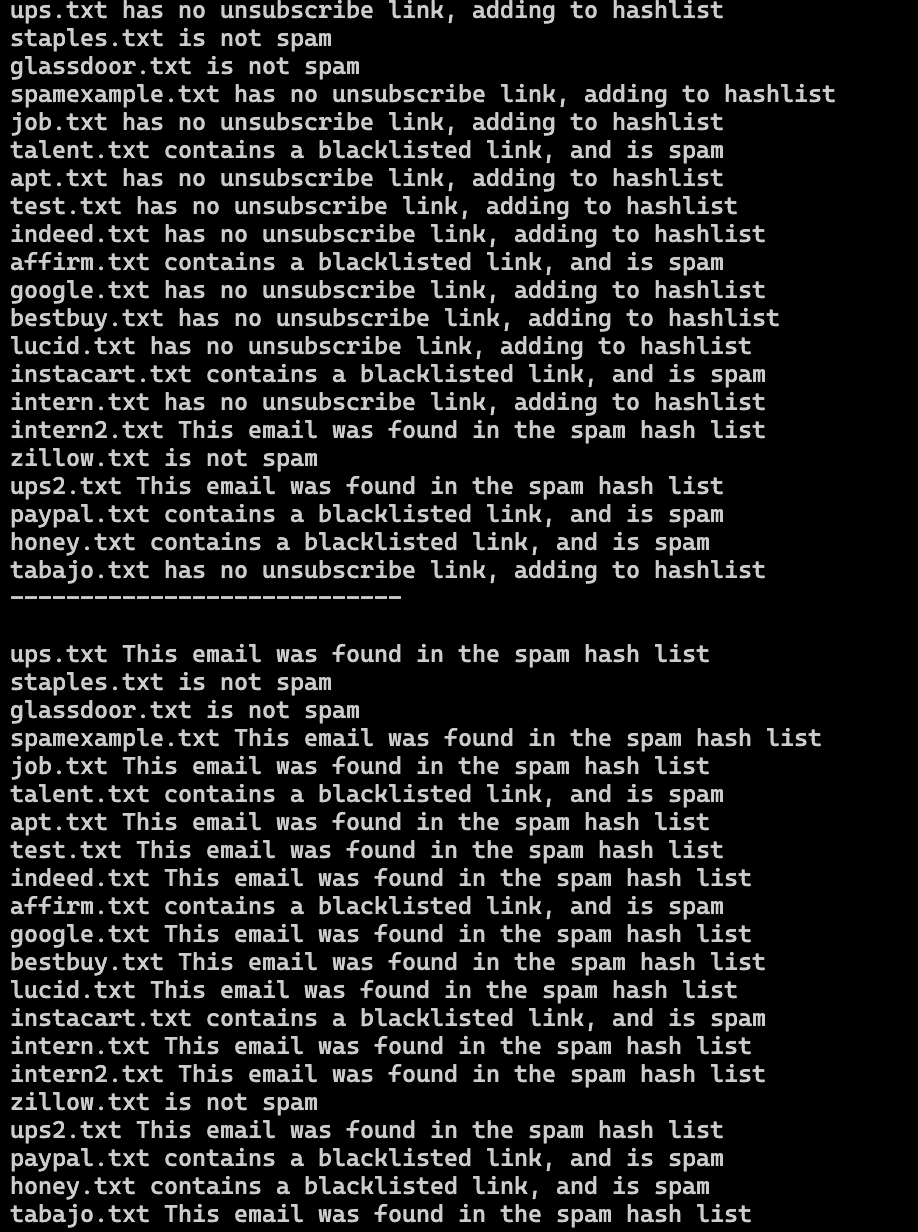 ups.txt has no unsubscribe link, adding to hashlist
staples.txt is not spam
glassdoor.txt is not spam
spamexample.txt has no unsubscribe link, adding to hashlist
job.txt has no unsubscribe link, adding to hashlist
talent.txt contains a blacklisted link, and is spam
apt.txt has no unsubscribe link, adding to hashlist
test.txt has no unsubscribe link, adding to hashlist
indeed.txt has no unsubscribe link, adding to hashlist
affirm.txt contains a blacklisted link, and is spam
google.txt has no unsubscribe link, adding to hashlist
bestbuy.txt has no unsubscribe link, adding to hashlist
lucid.txt has no unsubscribe link, adding to hashlist
instacart.txt contains a blacklisted link, and is spam
intern.txt has no unsubscribe link, adding to hashlist
intern2.txt This email was found in the spam hash list
zillow.txt is not spam
ups2.txt This email was found in the spam hash list
paypal.txt contains a blacklisted link, and is spam
honey.txt contains a blacklisted link, and is spam
tabajo.txt has no unsubscribe link, adding to hashlist
----------------------------
ups.txt This email was found in the spam hash list
staples.txt is not spam
glassdoor.txt is not spam
spamexample.txt This email was found in the spam hash list
job.txt This email was found in the spam hash list
talent.txt contains a blacklisted link, and is spam
apt.txt This email was found in the spam hash list
test.txt This email was found in the spam hash list
indeed.txt This email was found in the spam hash list
affirm.txt contains a blacklisted link, and is spam
google.txt This email was found in the spam hash list
bestbuy.txt This email was found in the spam hash list
lucid.txt This email was found in the spam hash list
instacart.txt contains a blacklisted link, and is spam
intern.txt This email was found in the spam hash list
intern2.txt This email was found in the spam hash list
zillow.txt is not spam
ups2.txt This email was found in the spam hash list
paypal.txt contains a blacklisted link, and is spam
honey.txt contains a blacklisted link, and is spam
tabajo.txt This email was found in the spam hash list